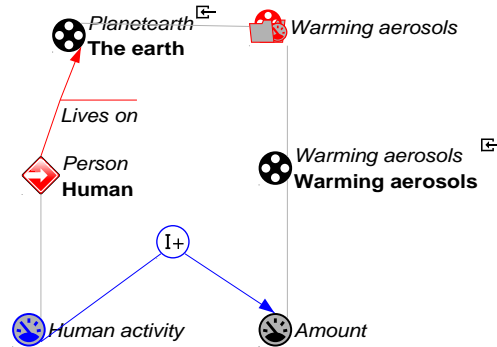 Planetearth
The earth
Warming aerosols
Lives on
Person
Human
Warming aerosols
Warming aerosols
I+
Human activity
Amount